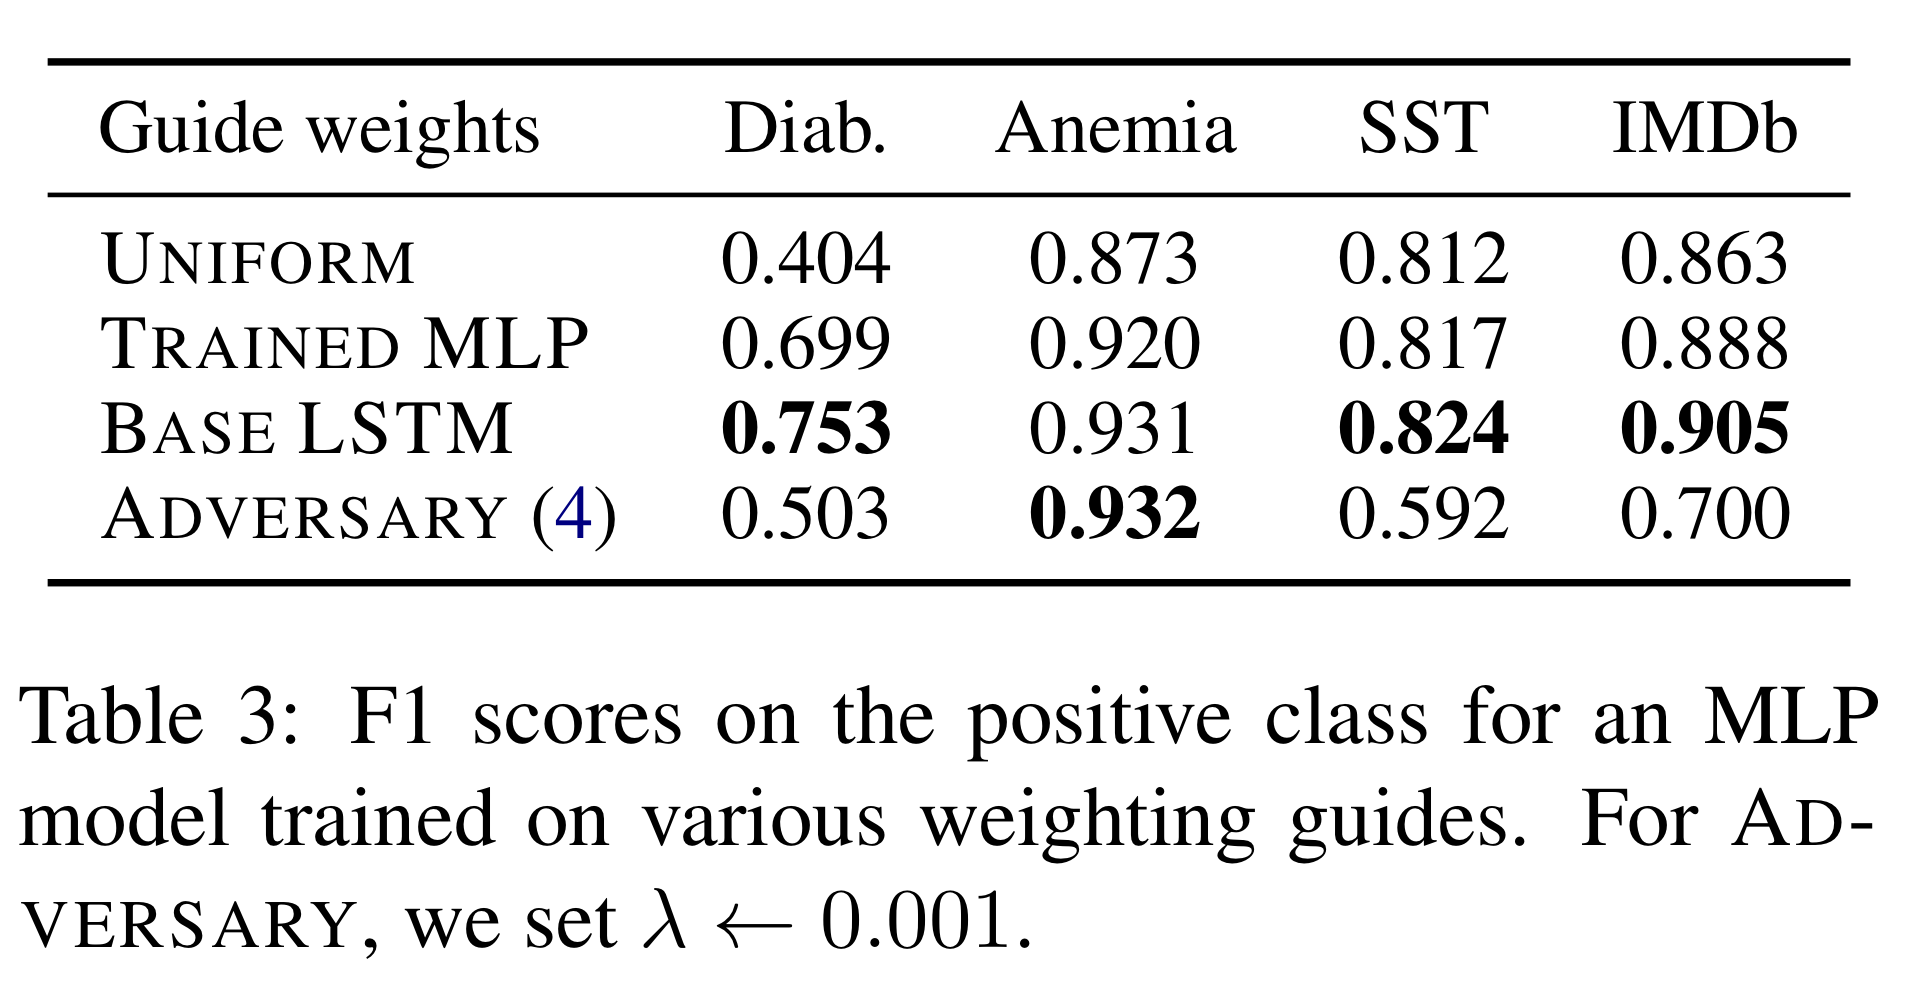 Guide weights Diab. Anemia SST IMDb
UNIFORM 0.404 0.873 0.812 0.863
TRAINED MLP 0.699 0.920 0.817 0.888
BASE LSTM 0.753 0.931 0.824 0.905
ADVERSARY (4) 0.503 0.932 0.592 0.700
Table 3: F1 scores on the positive class for an MLP
model trained on various weighting guides. For AD-
VERSARY, we set λ ← 0.001.